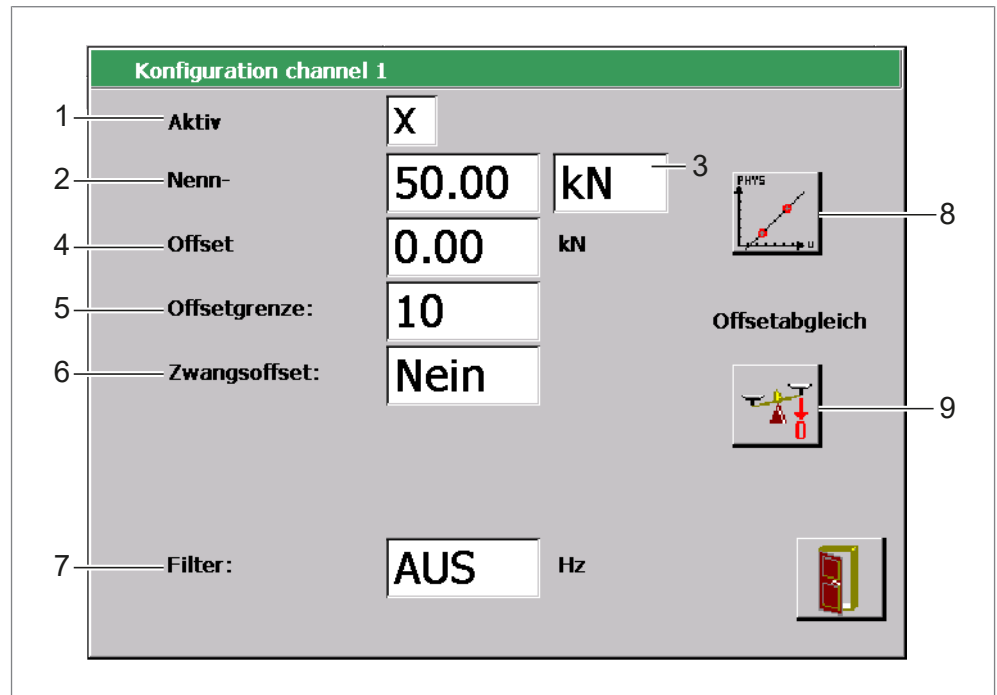 Konfiguration channel 1
1 Aktiv X
2 Nenn- 50.00 kN 3
PHYS
U
8
4 Offset 0.00 kN
5 Offsetgrenze: 10
Offsetabgleich
6 Zwangsoffset: Nein
0
9
7 Filter: AUS Hz